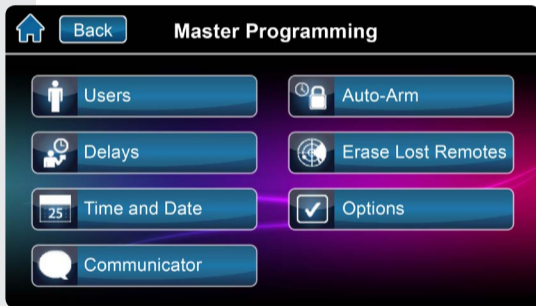 Back
Master Programming
Users
Auto-Arm
Delays
Erase Lost Remotes
25
Time and Date
Options
Communicator